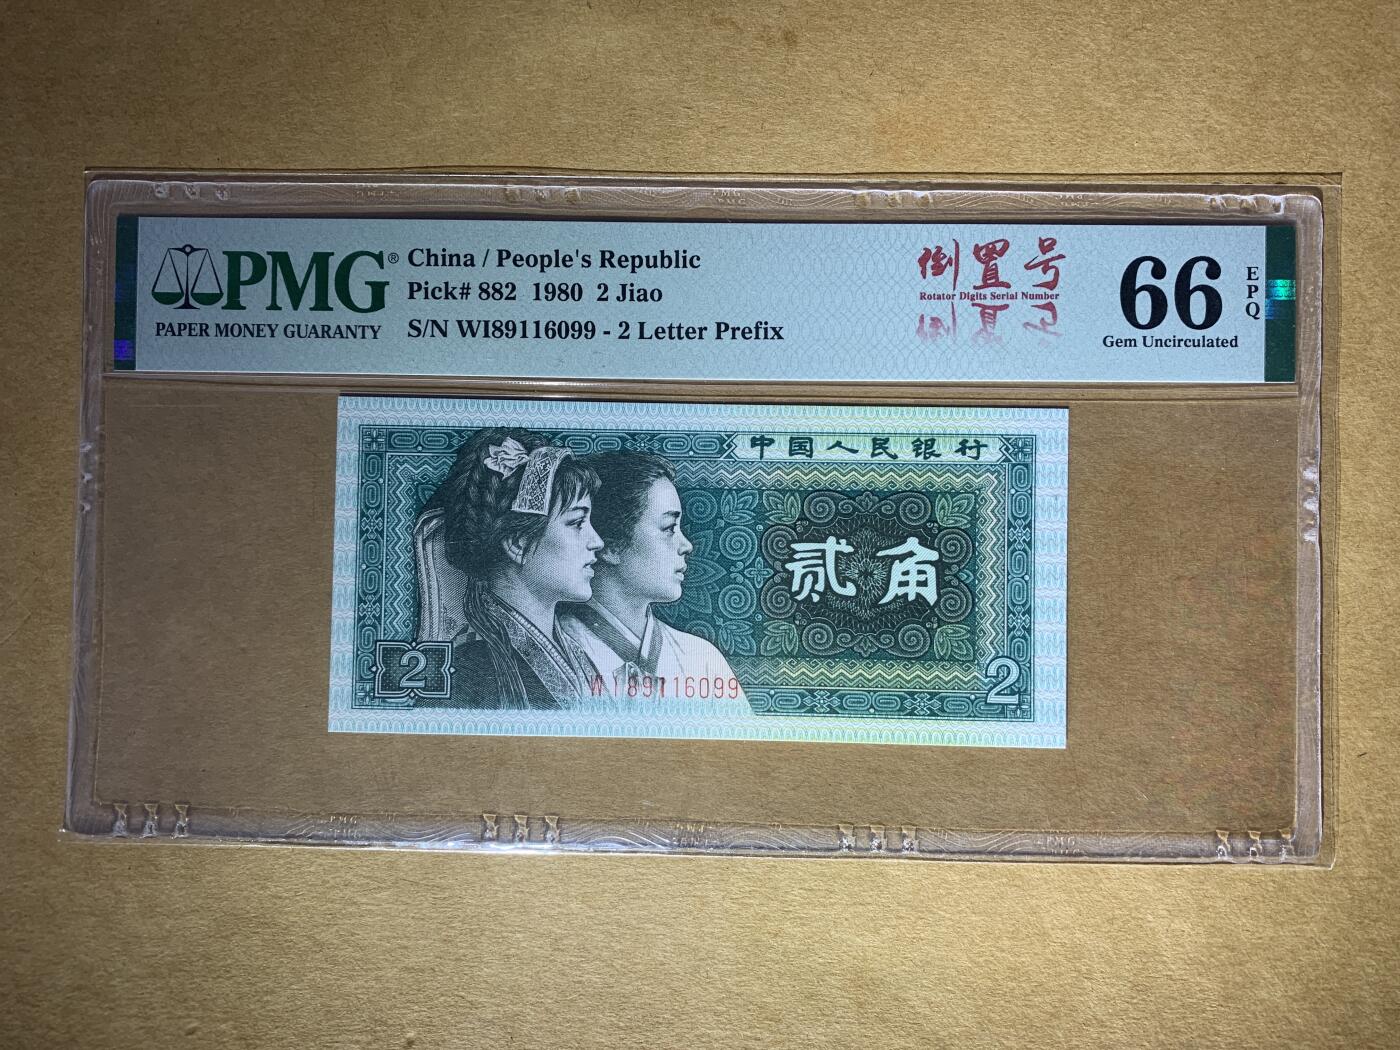 PMG®
PAPER MONEY GUARANTY
China / People's Republic
Pick# 882 1980 2 Jiao
S/N WI89116099 - 2 Letter Prefix
倒置号
Rotator Digits Serial Number
66
EPQ
Gem Uncirculated
中国人民银行
贰角
2
WI89116099
2